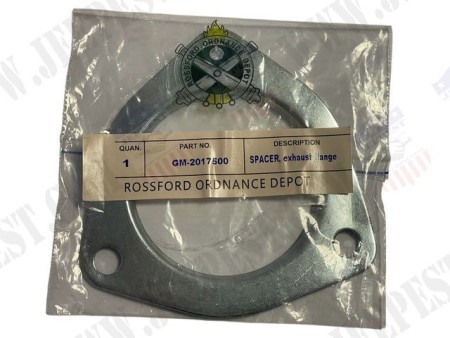 ROSSFORD ORDNANCE DEPOT
QUAN. PART NO. DESCRIPTION
1 GM-2017500 SPACER, exhaust flange
ROSSFORD ORDNANCE DEPOT